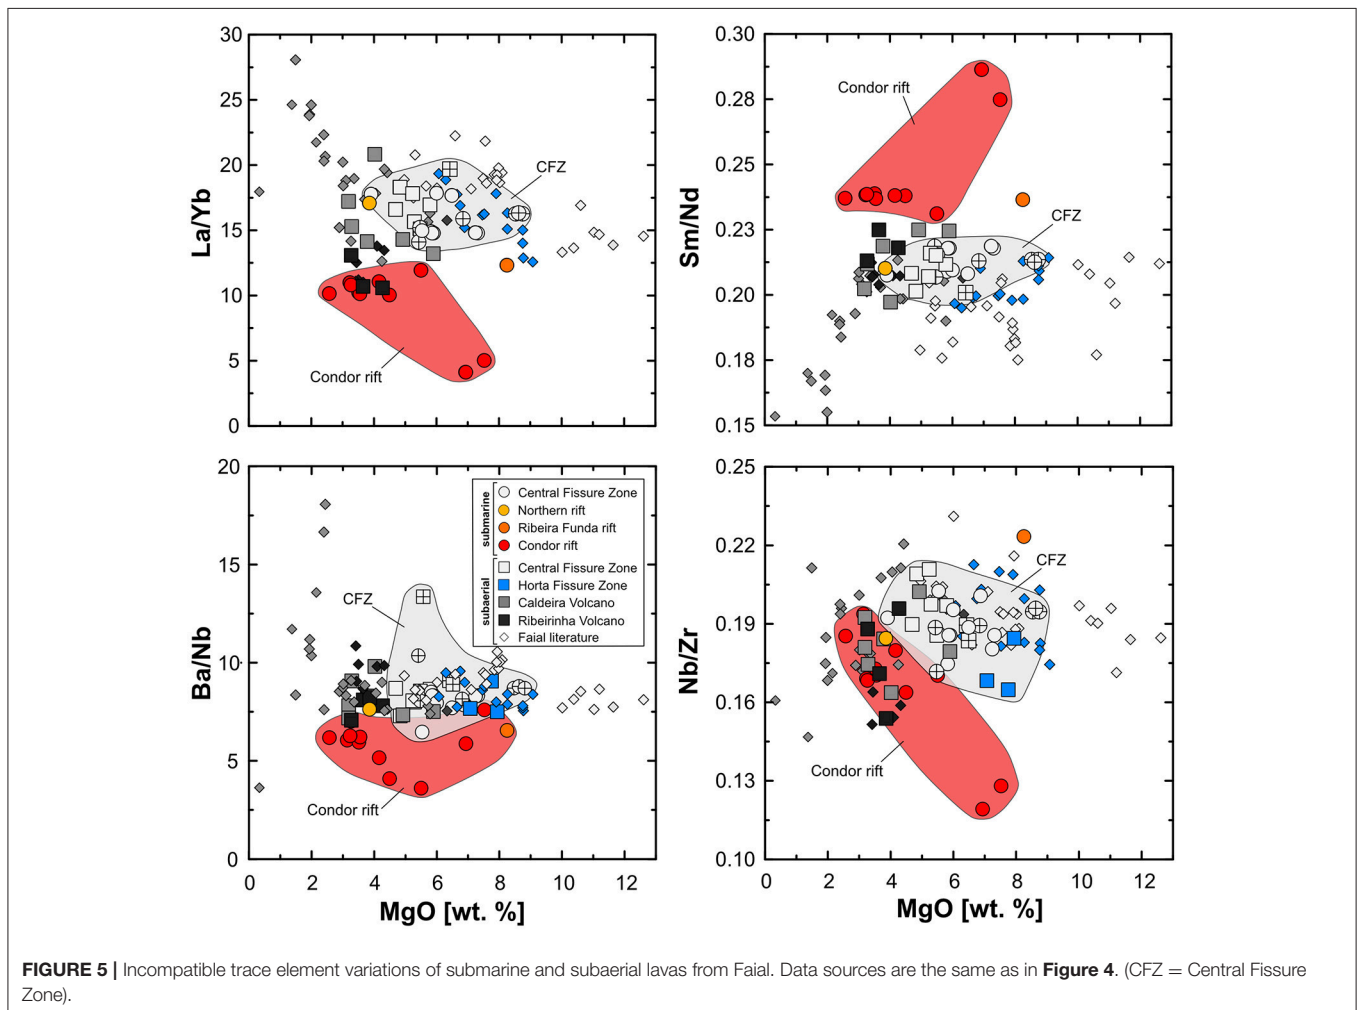 30
25
20
15
10
5
0
La/Yb
CFZ
Condor rift
0.30
0.28
0.25
0.23
0.20
0.18
0.15
Sm/Nd
Condor rift
CFZ
20
15
10
5
0
Ba/Nb
CFZ
Condor rift
submarine
Central Fissure Zone
Northern rift
Ribeira Funda rift
Condor rift
subaerial
Central Fissure Zone
Horta Fissure Zone
Caldeira Volcano
Ribeirinha Volcano
Faial literature
0 2 4 6 8 10 12
MgO [wt. %]
0.25
0.22
0.19
0.16
0.13
0.10
Nb/Zr
CFZ
Condor rift
0 2 4 6 8 10 12
MgO [wt. %]
FIGURE 5 | Incompatible trace element variations of submarine and subaerial lavas from Faial. Data sources are the same as in Figure 4. (CFZ = Central Fissure
Zone).